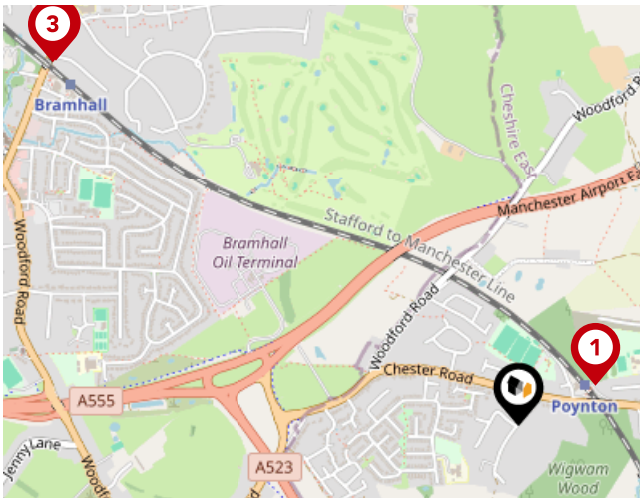 3
Bramhall
Cheshire East
Woodford R
Manchester Airport Ea
Stafford to Manchester Line
Bramhall
Oil Terminal
Woodford Road
Woodford Road
1
Chester Road
A555
Poynton
Jenny Lane
Woodf
A523
Wigwam
Wood